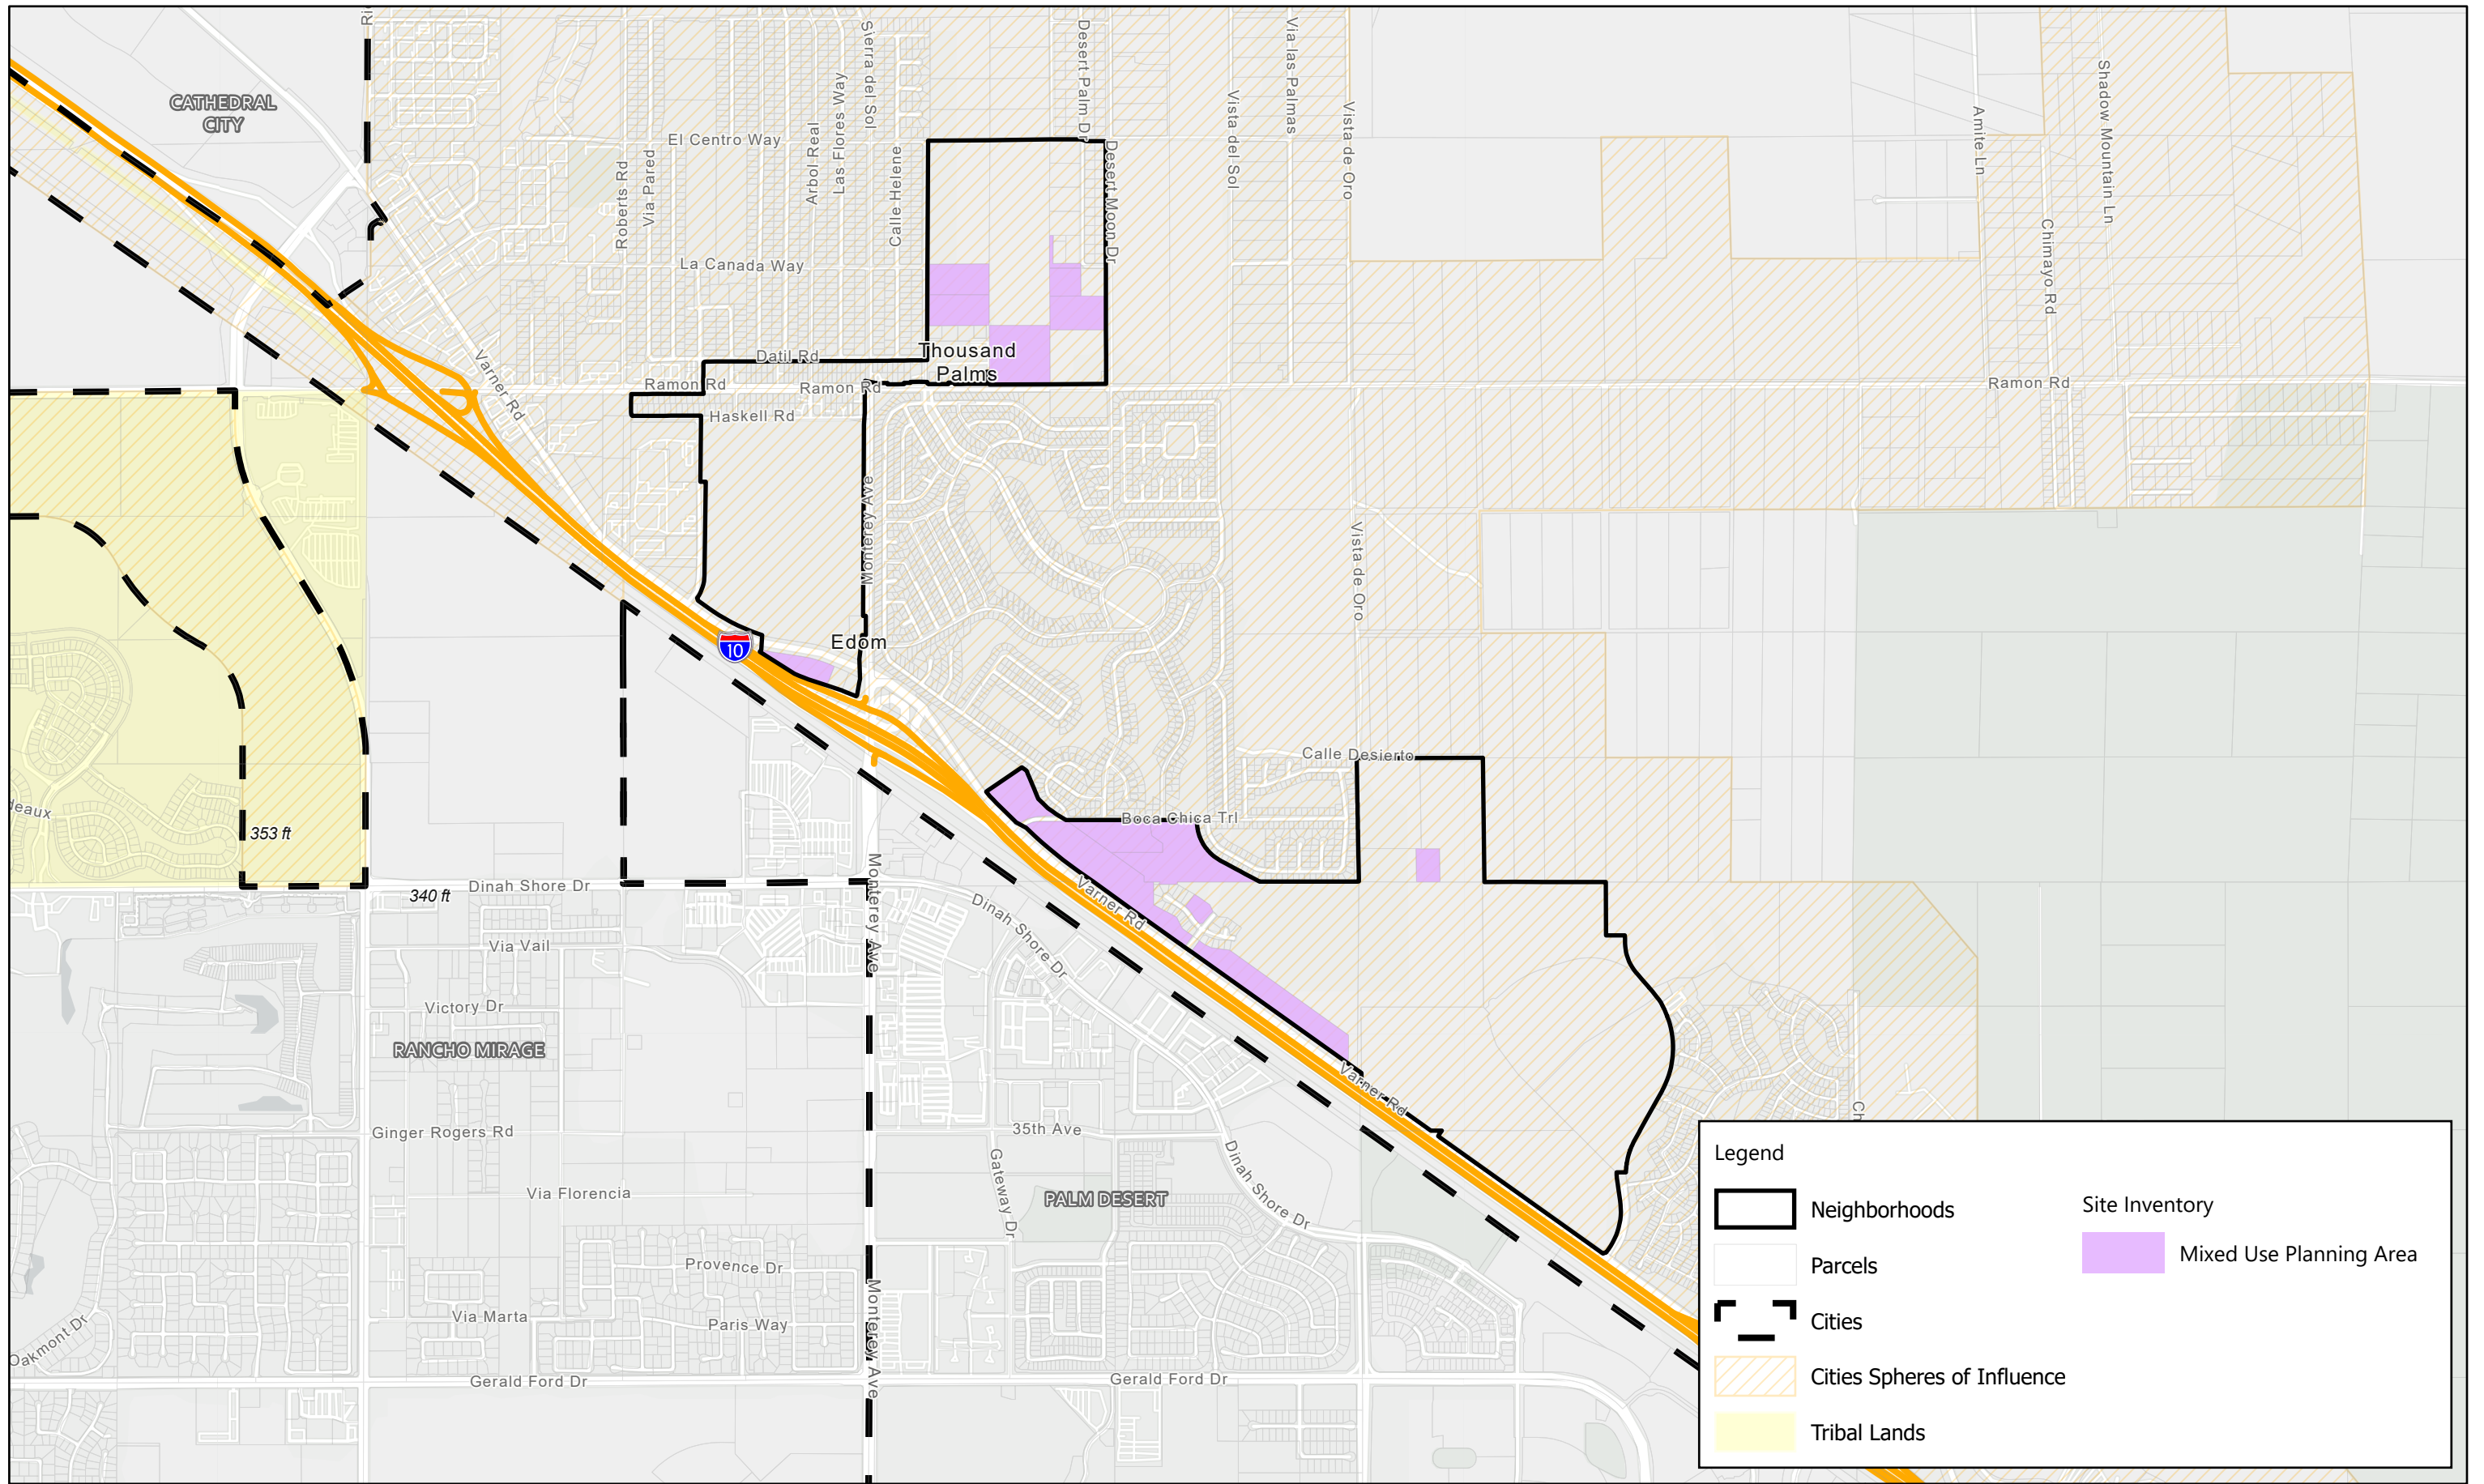 Ri
Sierra del Sol
Desert Palm Dr
Via las Palmas
Shadow Mountain Ln
CATHEDRAL
CITY
Las Flores Way
Vista del Sol
Vista de Oro
Amite Ln
El Centro Way
Arbol Real
Roberts Rd
Via Pared
Calle Helene
Desert Moon Dr
Chimayo Rd
La Canada Way
Varner Rd
Datil Rd
Thousand
Palms
Ramon Rd
Ramon Rd
Ramon Rd
Haskell Rd
Monterey Ave
Vista de Oro
10
Edom
Calle Desierto
deaux
353 ft
Boca Chica Trl
340 ft
Dinah Shore Dr
Monterey Ave
Dinah Shore Dr
Varner Rd
Via Vail
Victory Dr
RANCHO MIRAGE
Varner Rd
Ch
Ginger Rogers Rd
35th Ave
Gateway Dr
Dinah Shore Dr
Via Florencia
PALM DESERT
Provence Dr
Via Marta
Paris Way
Monterey Ave
Oakmont Dr
Gerald Ford Dr
Gerald Ford Dr
Legend
Neighborhoods
Parcels
Cities
Cities Spheres of Influence
Tribal Lands
Site Inventory
Mixed Use Planning Area